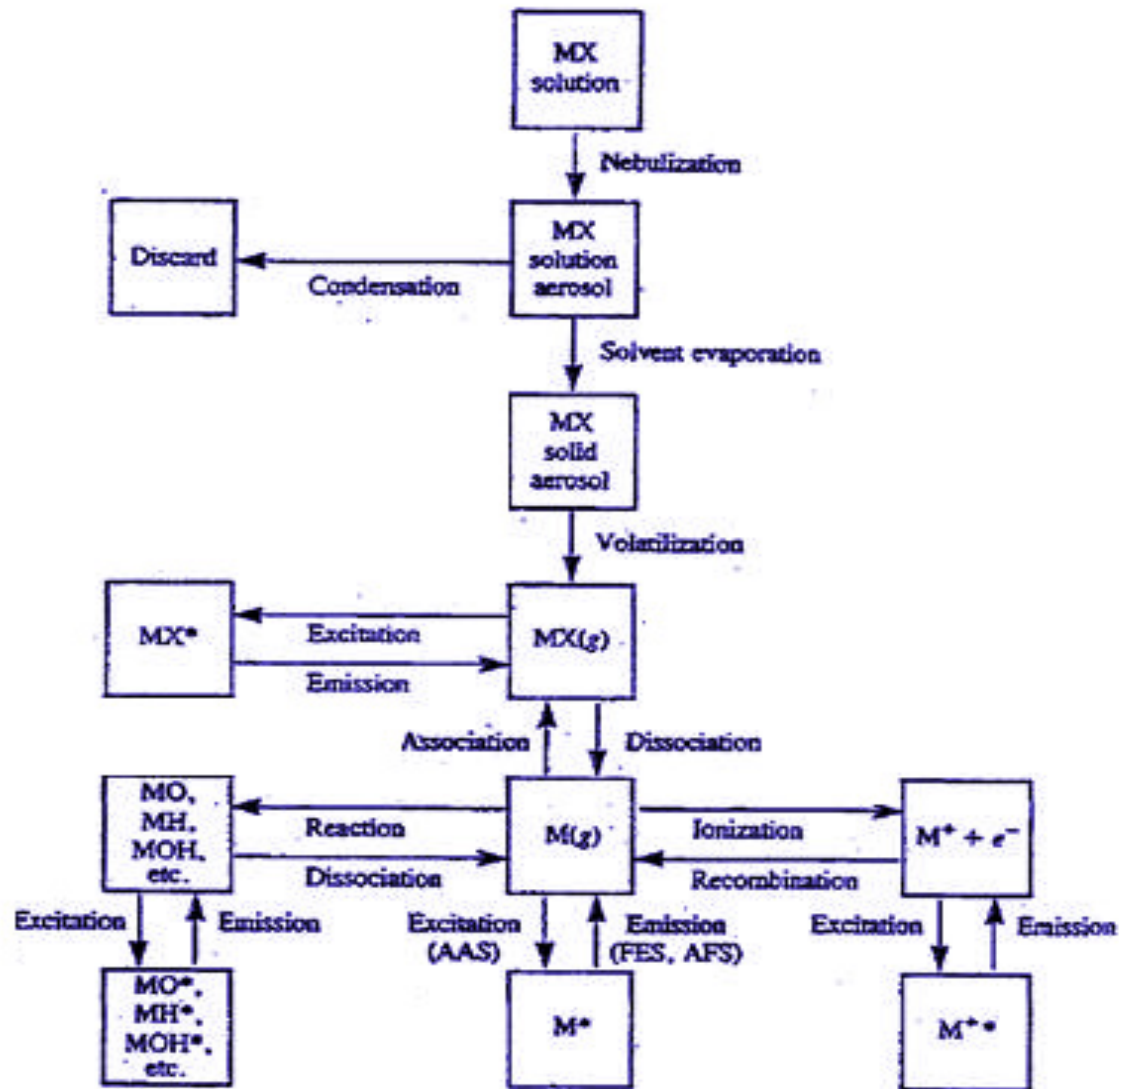 MX
solution
Nebulization
Discard
Condensation
MX
solution
aerosol
Solvent evaporation
MX
solid
aerosol
Volatilization
MX*
Excitation
Emission
MX(g)
Association
Dissociation
MO,
MH,
MOH,
etc.
Reaction
Dissociation
M(g)
Ionization
Recombination
M⁺ + e⁻
Excitation
Emission
Excitation
(AAS)
Emission
(FES, AFS)
Excitation
Emission
MO*,
MH*,
MOH*,
etc.
M*
M⁺*